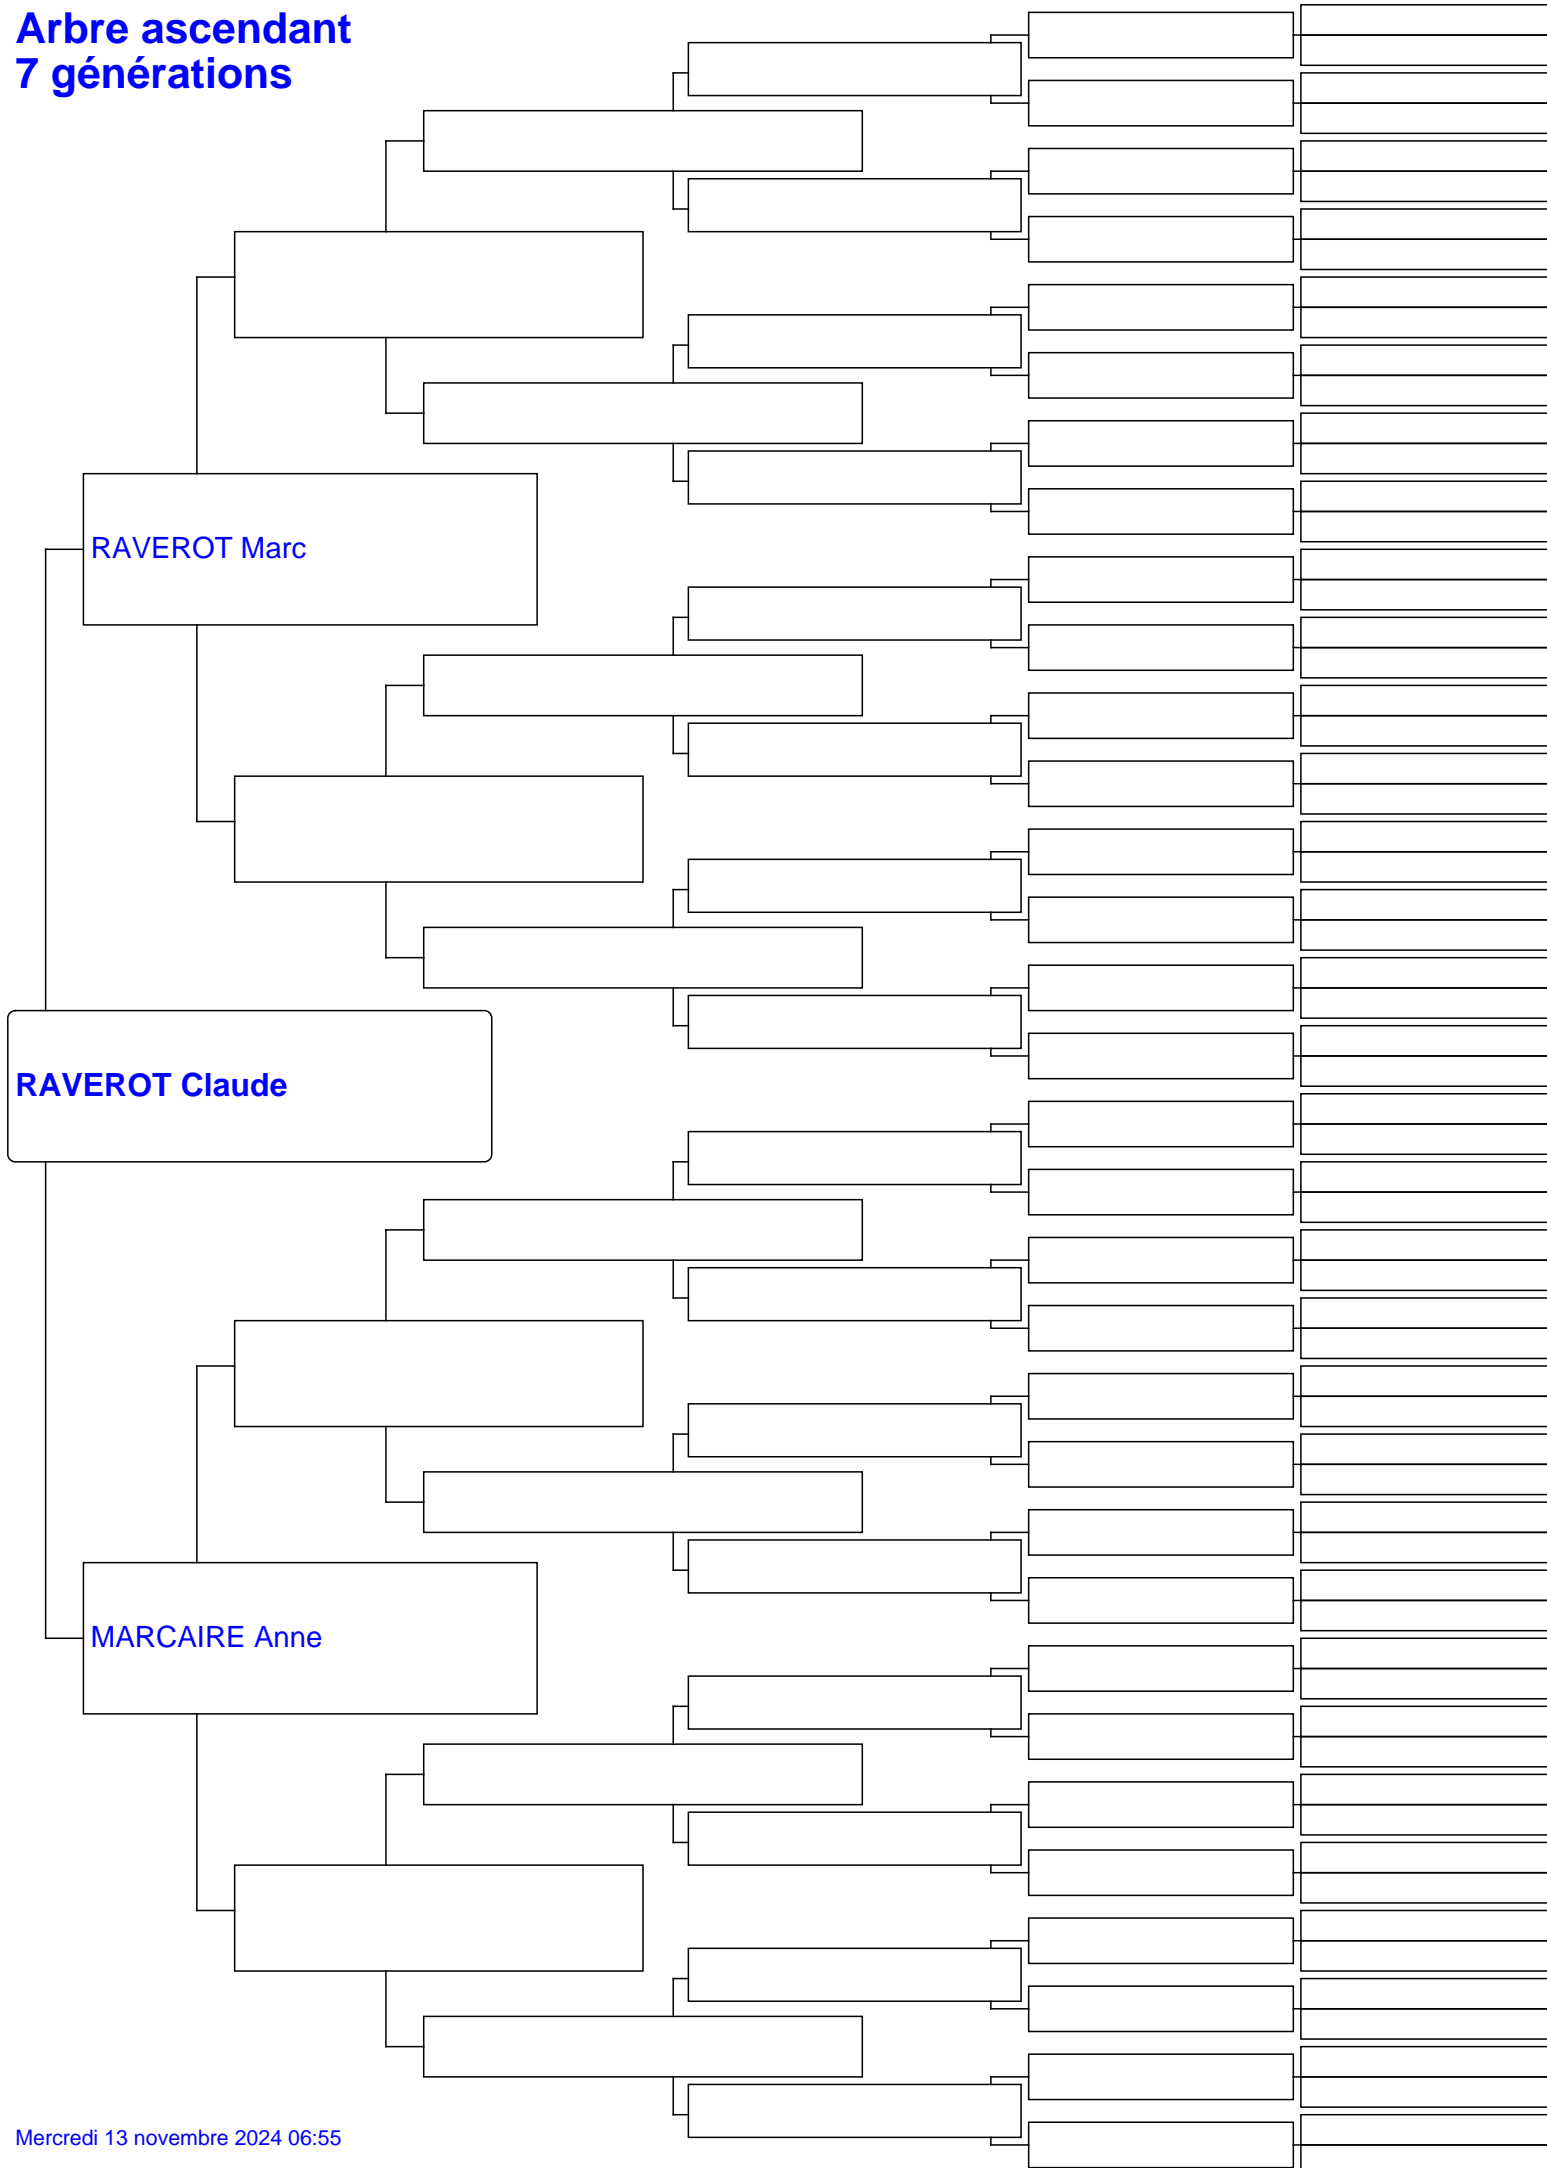 Arbre ascendant
7 générations
RAVEROT Marc
RAVEROT Claude
MARCAIRE Anne
Mercredi 13 novembre 2024 06:55